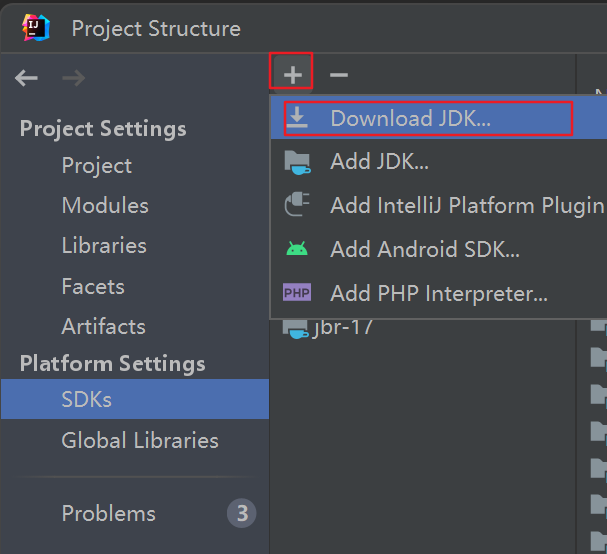 IJ
Project Structure
Project Settings
Project
Modules
Libraries
Facets
Artifacts
Platform Settings
SDKs
Global Libraries
Problems 3
Download JDK...
Add JDK...
Add IntelliJ Platform Plugin
Add Android SDK...
PHP Add PHP Interpreter...
jbr-17